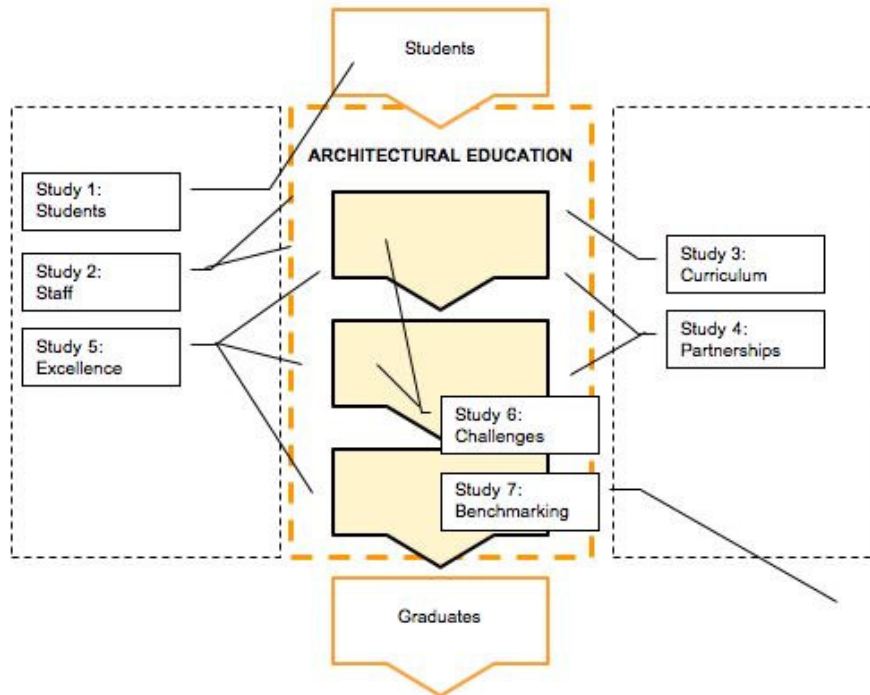 Students
ARCHITECTURAL EDUCATION
Study 1:
Students
Study 2:
Staff
Study 5:
Excellence
Study 3:
Curriculum
Study 4:
Partnerships
Study 6:
Challenges
Study 7:
Benchmarking
Graduates